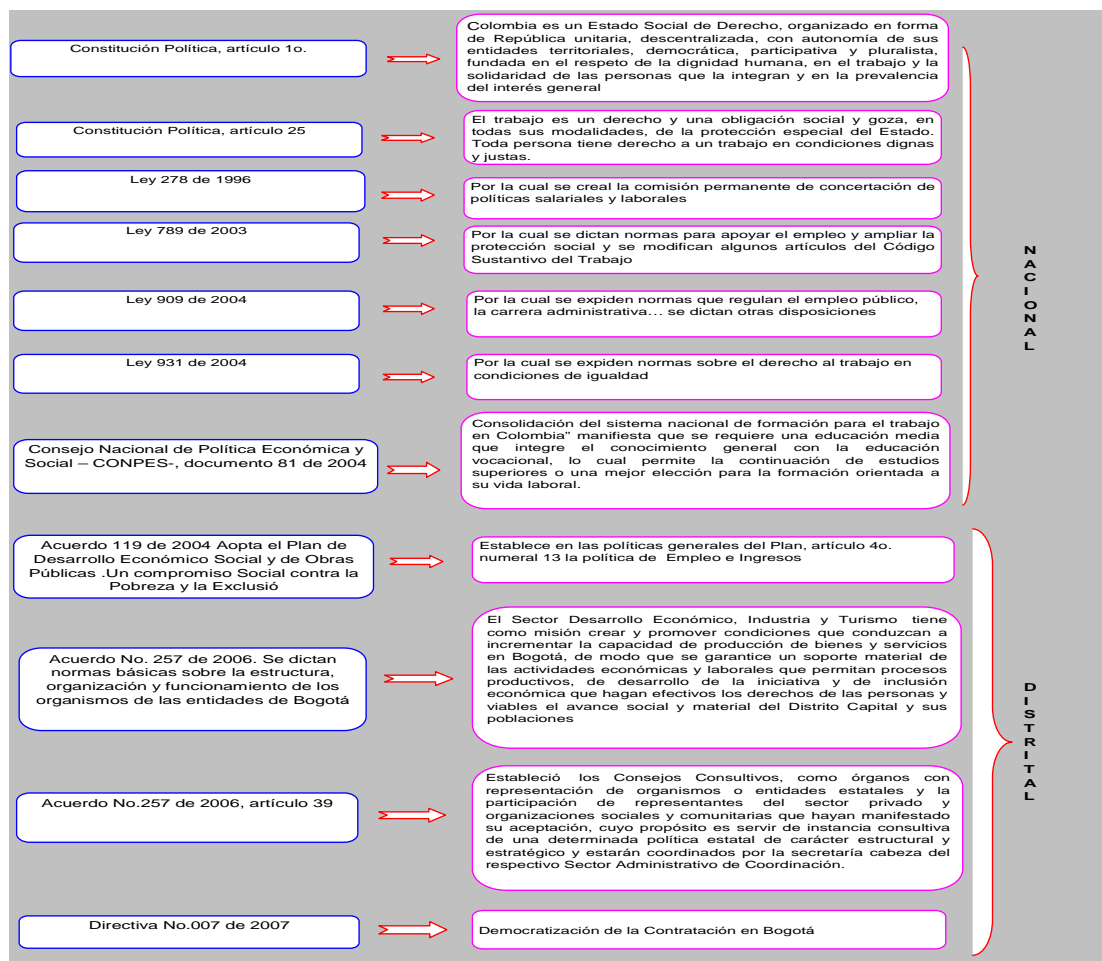 Constitución Política, artículo 1o.
Colombia es un Estado Social de Derecho, organizado en forma
de República unitaria, descentralizada, con autonomía de sus
entidades territoriales, democrática, participativa y pluralista,
fundada en el respeto de la dignidad humana, en el trabajo y la
solidaridad de las personas que la integran y en la prevalencia
del interés general
Constitución Política, artículo 25
El trabajo es un derecho y una obligación social y goza, en
todas sus modalidades, de la protección especial del Estado.
Toda persona tiene derecho a un trabajo en condiciones dignas
y justas.
Ley 278 de 1996
Por la cual se creal la comisión permanente de concertación de
políticas salariales y laborales
Ley 789 de 2003
Por la cual se dictan normas para apoyar el empleo y ampliar la
protección social y se modifican algunos artículos del Código
Sustantivo del Trabajo
Ley 909 de 2004
Por la cual se expiden normas que regulan el empleo público,
la carrera administrativa… se dictan otras disposiciones
Ley 931 de 2004
Por la cual se expiden normas sobre el derecho al trabajo en
condiciones de igualdad
Consejo Nacional de Política Económica y
Social – CONPES-, documento 81 de 2004
Consolidación del sistema nacional de formación para el trabajo
en Colombia" manifiesta que se requiere una educación media
que integre el conocimiento general con la educación
vocacional, lo cual permite la continuación de estudios
superiores o una mejor elección para la formación orientada a
su vida laboral.
NACIONAL
Acuerdo 119 de 2004 Aopta el Plan de
Desarrollo Económico Social y de Obras
Públicas .Un compromiso Social contra la
Pobreza y la Exclusió
Establece en las políticas generales del Plan, artículo 4o.
numeral 13 la política de Empleo e Ingresos
Acuerdo No. 257 de 2006. Se dictan
normas básicas sobre la estructura,
organización y funcionamiento de los
organismos de las entidades de Bogotá
El Sector Desarrollo Económico, Industria y Turismo tiene
como misión crear y promover condiciones que conduzcan a
incrementar la capacidad de producción de bienes y servicios
en Bogotá, de modo que se garantice un soporte material de
las actividades económicas y laborales que permitan procesos
productivos, de desarrollo de la iniciativa y de inclusión
económica que hagan efectivos los derechos de las personas y
viables el avance social y material del Distrito Capital y sus
poblaciones
Acuerdo No.257 de 2006, artículo 39
Estableció los Consejos Consultivos, como órganos con
representación de organismos o entidades estatales y la
participación de representantes del sector privado y
organizaciones sociales y comunitarias que hayan manifestado
su aceptación, cuyo propósito es servir de instancia consultiva
de una determinada política estatal de carácter estructural y
estratégico y estarán coordinados por la secretaría cabeza del
respectivo Sector Administrativo de Coordinación.
Directiva No.007 de 2007
Democratización de la Contratación en Bogotá
DISTRITAL